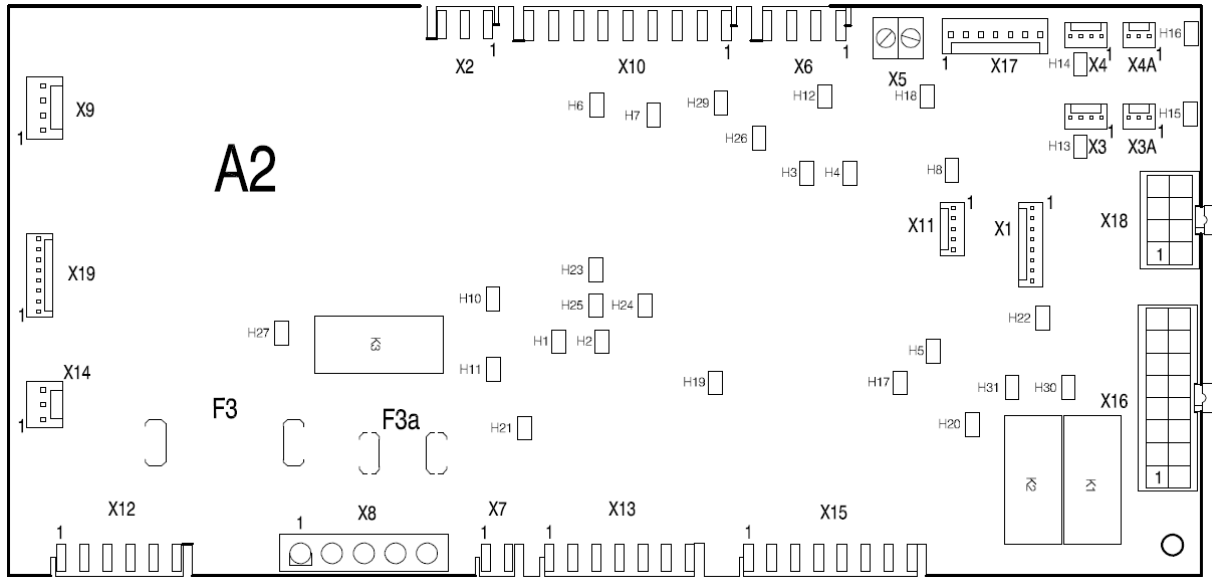 1
1
1
X2
X10
X6
X5
1
X17
1
X4
1
X4A
H16
H14
X9
1
H6
H7
H29
H12
H18
H26
1
X3
1
X3A
H15
H13
A2
H3
H4
H8
X11
1
X1
1
X18
1
X19
1
H23
H10
H25
H24
H27
K3
H1
H2
H22
H5
H11
H19
H17
H31
H30
X16
1
X14
1
F3
F3a
H21
H20
K2
K1
X12
1
X8
1
X7
1
X13
1
X15
1